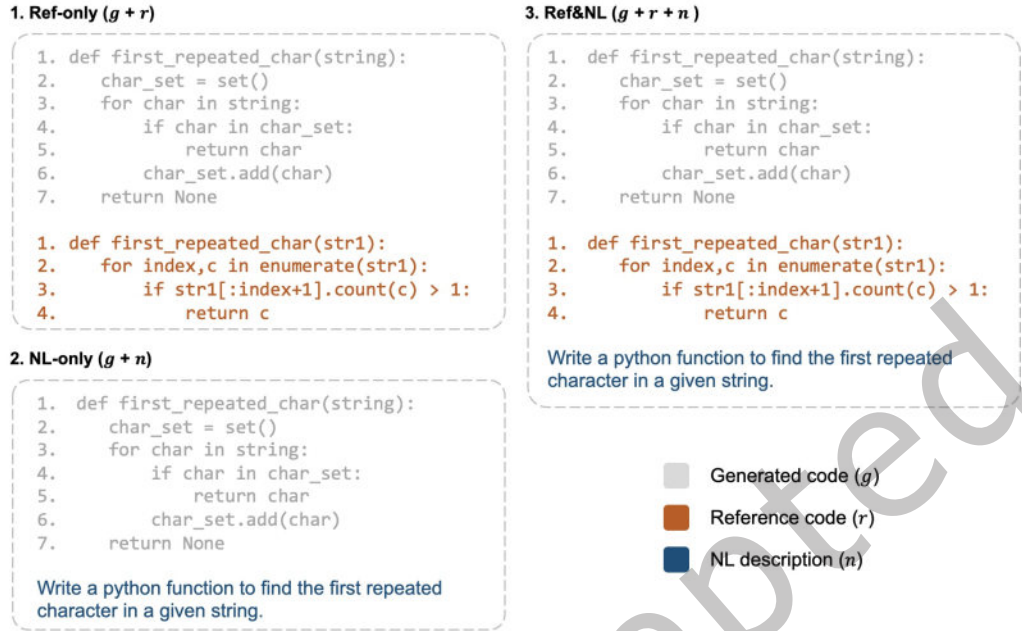 1. Ref-only (g + r)
1. def first_repeated_char(string):
2. char_set = set()
3. for char in string:
4. if char in char_set:
5. return char
6. char_set.add(char)
7. return None
1. def first_repeated_char(str1):
2. for index,c in enumerate(str1):
3. if str1[:index+1].count(c) > 1:
4. return c
2. NL-only (g + n)
1. def first_repeated_char(string):
2. char_set = set()
3. for char in string:
4. if char in char_set:
5. return char
6. char_set.add(char)
7. return None
Write a python function to find the first repeated
character in a given string.
3. Ref&NL (g + r + n )
1. def first_repeated_char(string):
2. char_set = set()
3. for char in string:
4. if char in char_set:
5. return char
6. char_set.add(char)
7. return None
1. def first_repeated_char(str1):
2. for index,c in enumerate(str1):
3. if str1[:index+1].count(c) > 1:
4. return c
Write a python function to find the first repeated
character in a given string.
Generated code (g)
Reference code (r)
NL description (n)
epted